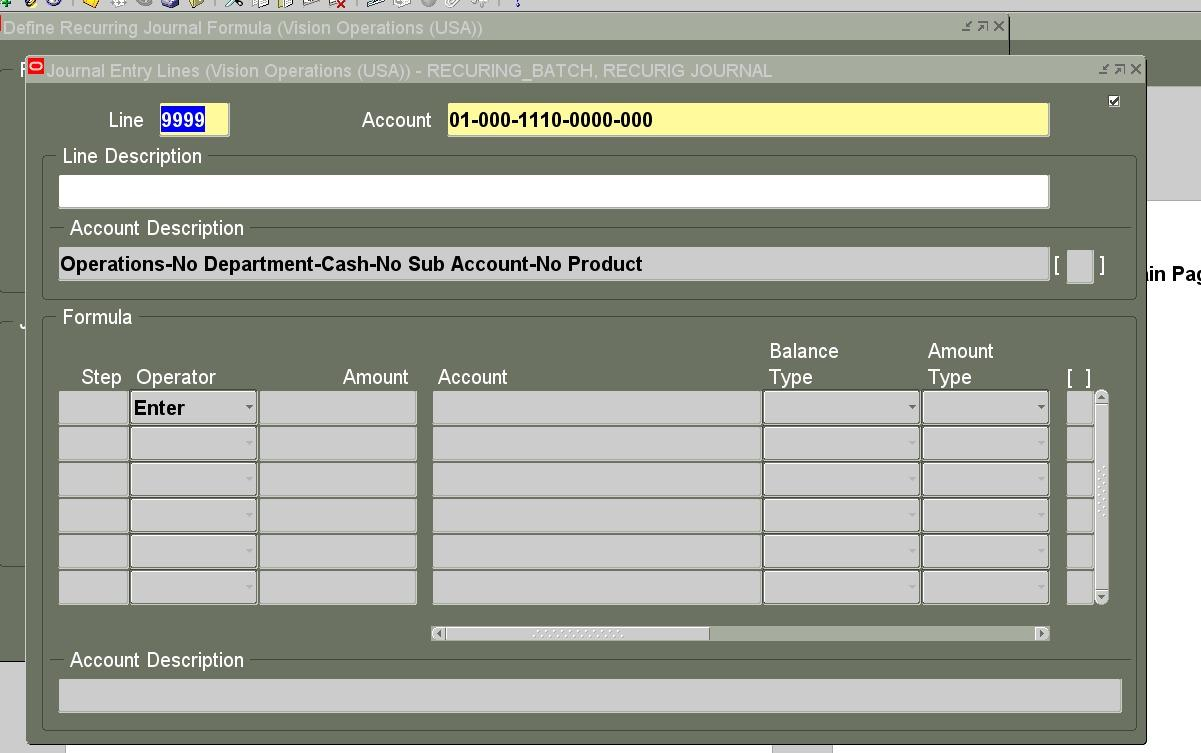 Define Recurring Journal Formula (Vision Operations (USA))
Journal Entry Lines (Vision Operations (USA)) - RECURING_BATCH, RECURIG JOURNAL
Line 9999 Account 01-000-1110-0000-000
Line Description
Account Description
Operations-No Department-Cash-No Sub Account-No Product [ ]
Formula
Balance Amount
Step Operator Amount Account Type Type [ ]
Enter
Account Description